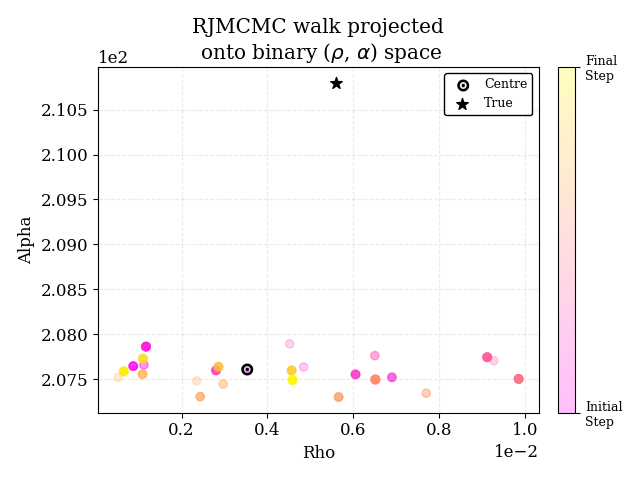 RJMCMC walk projected
onto binary (ρ, α) space
1e2
2.105
2.100
2.095
2.090
2.085
2.080
2.075
Alpha
0.2
0.4
0.6
0.8
1.0
1e−2
Rho
Centre
True
Final
Step
Initial
Step